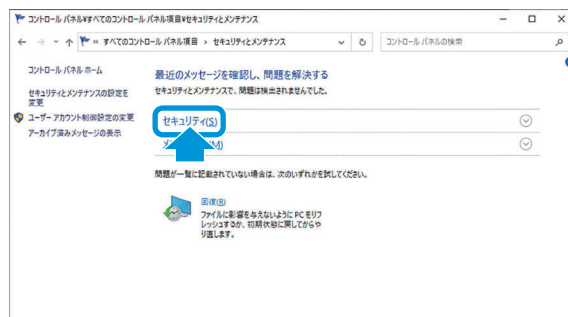 コントロール パネル¥すべてのコントロール パネル項目¥セキュリティとメンテナンス
« すべてのコントロール パネル項目 › セキュリティとメンテナンス
コントロール パネルの検索
コントロール パネル ホーム
セキュリティとメンテナンスの設定を
変更
ユーザー アカウント制御設定の変更
アーカイブ済みメッセージの表示
最近のメッセージを確認し、問題を解決する
セキュリティとメンテナンスで、問題は検出されませんでした。
セキュリティ(S)
(M)
問題が一覧に記載されていない場合は、次のいずれかを試してください。
回復(R)
ファイルに影響を与えないように PC をリフ
レッシュするか、初期状態に戻してからや
り直します。